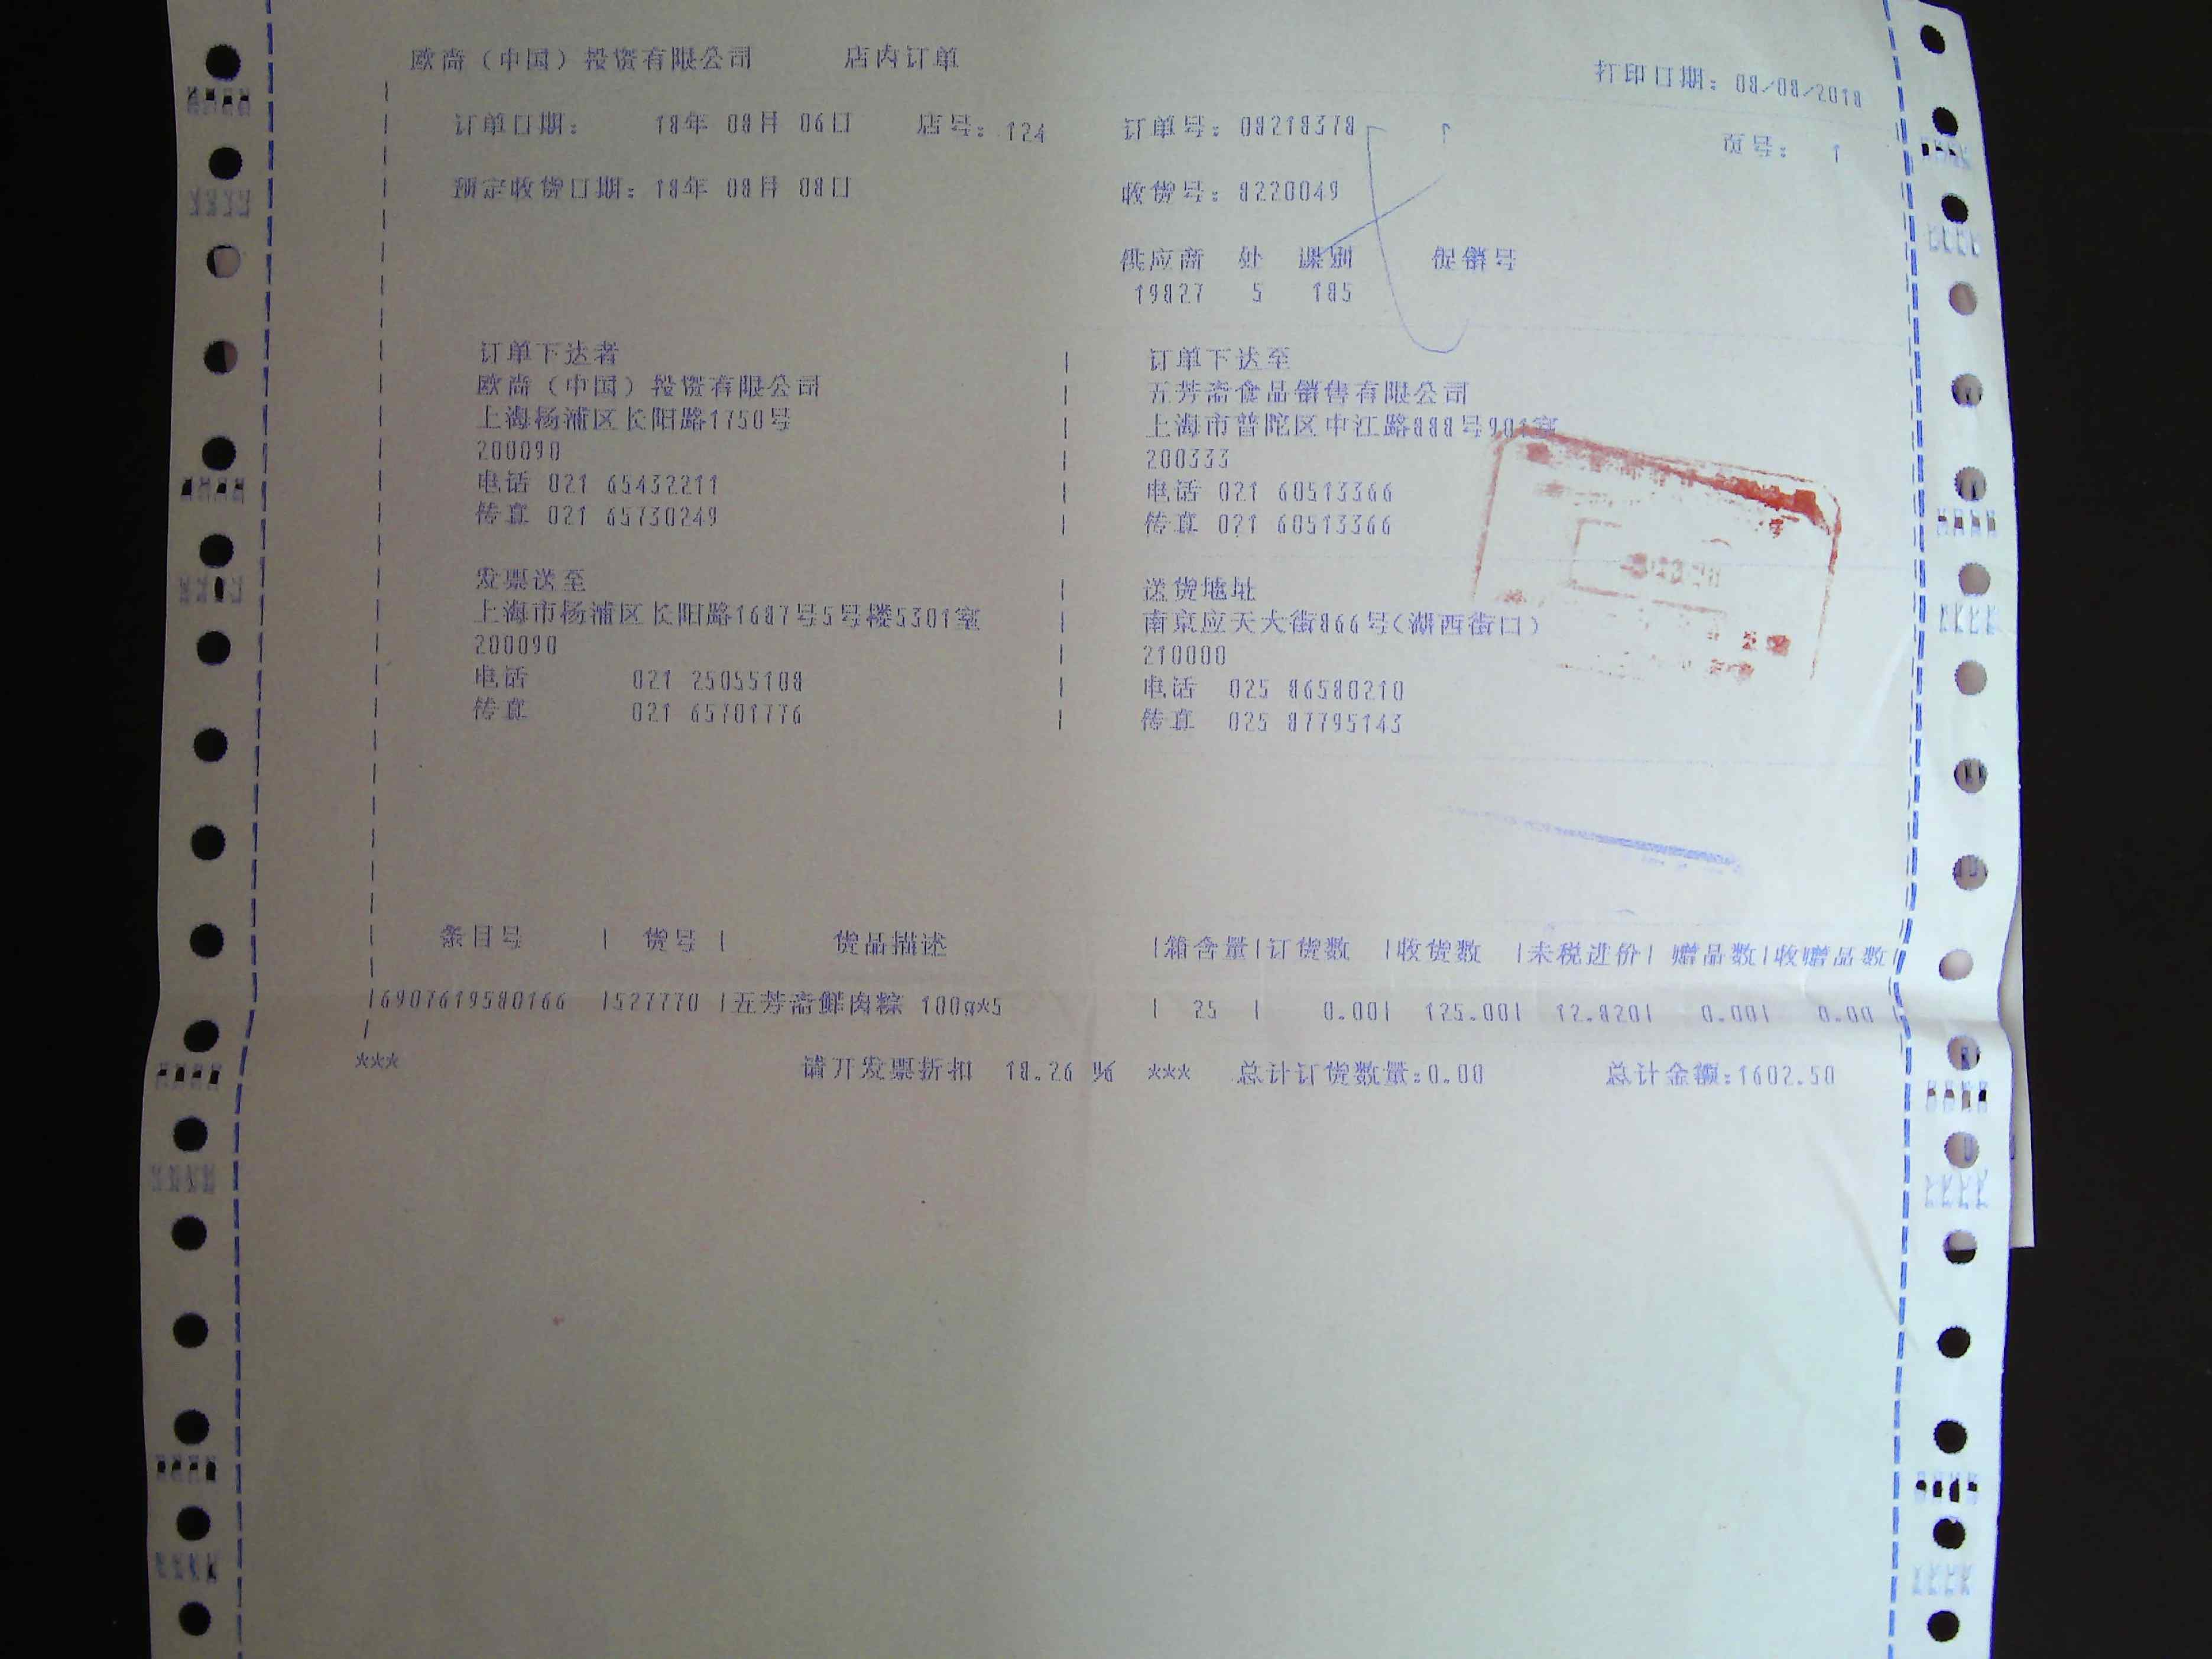 欧尚（中国）投资有限公司 店内订单
打印日期：08/08/2018
订单日期： 18年 08月 06日 店号：124 订单号：08218378 1 页号： 1
预定收货日期：18年 08月 08日 收货号：8220049
供应商 处 课别 促销号
19827 5 185
订单下达者
欧尚（中国）投资有限公司
上海杨浦区长阳路1750号
200090
电话 021 65432211
传真 021 65730249
订单下达至
五芳斋食品销售有限公司
上海市普陀区中江路888号901室
200333
电话 021 60513366
传真 021 60513366
发票送至
上海市杨浦区长阳路1687号5号楼5301室
200090
电话 021 25055108
传真 021 65701776
送货地址
南京应天大街866号(湖西街口)
210000
电话 025 86580210
传真 025 87795143
条目号 | 货号 | 货品描述 |箱含量|订货数 |收货数 |未税进价| 赠品数|收赠品数|
|6907619580166 |527770 |五芳斋鲜肉粽 100g*5 | 25 | 0.00| 125.00| 12.820| 0.00| 0.00
*** 请开发票折扣 18.26 % *** 总计订货数量:0.00 总计金额:1602.50